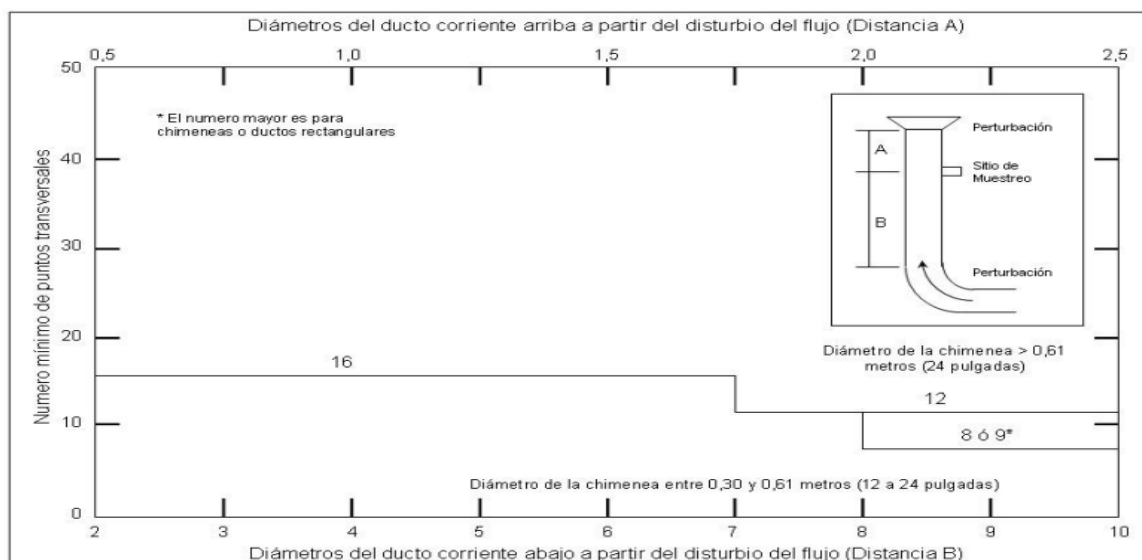 Diámetros del ducto corriente arriba a partir del disturbio del flujo (Distancia A)
0,5 1,0 1,5 2,0 2,5
50
* El numero mayor es para
chimeneas o ductos rectangulares
Perturbación
A
40
Sitio de
Muestreo
B
30
Perturbación
Numero mínimo de puntos transversales
20
Diámetro de la chimenea > 0,61
metros (24 pulgadas)
16
12
10
8 ó 9*
Diámetro de la chimenea entre 0,30 y 0,61 metros (12 a 24 pulgadas)
0
2 3 4 5 6 7 8 9 10
Diámetros del ducto corriente abajo a partir del disturbio del flujo (Distancia B)